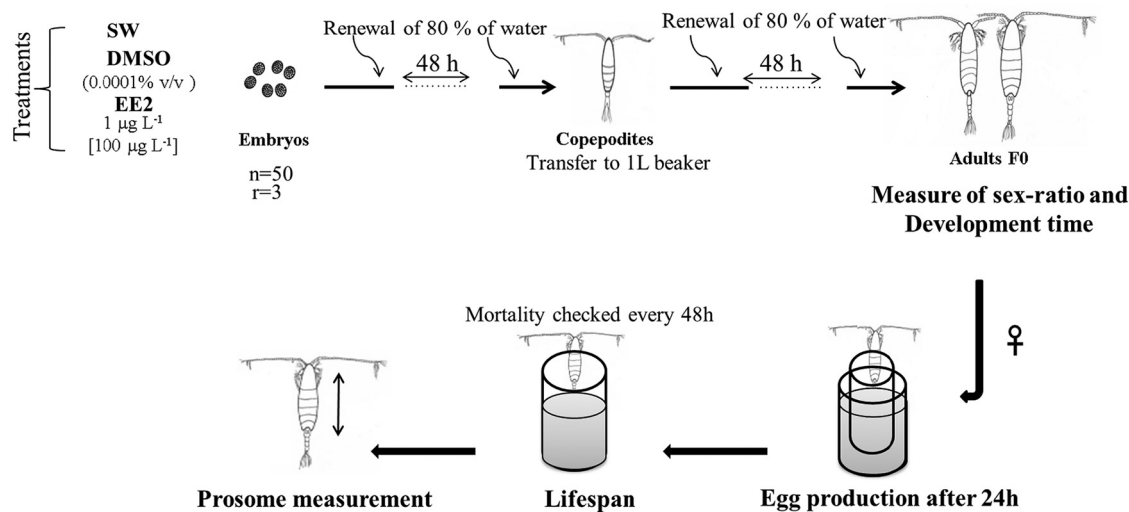 Treatments
SW
DMSO
(0.0001% v/v )
EE2
1 µg L⁻¹
[100 µg L⁻¹]
Embryos
n=50
r=3
Renewal of 80 % of water
48 h
Copepodites
Transfer to 1L beaker
Renewal of 80 % of water
48 h
Adults F0
Measure of sex-ratio and
Development time
♀
Egg production after 24h
Mortality checked every 48h
Lifespan
Prosome measurement